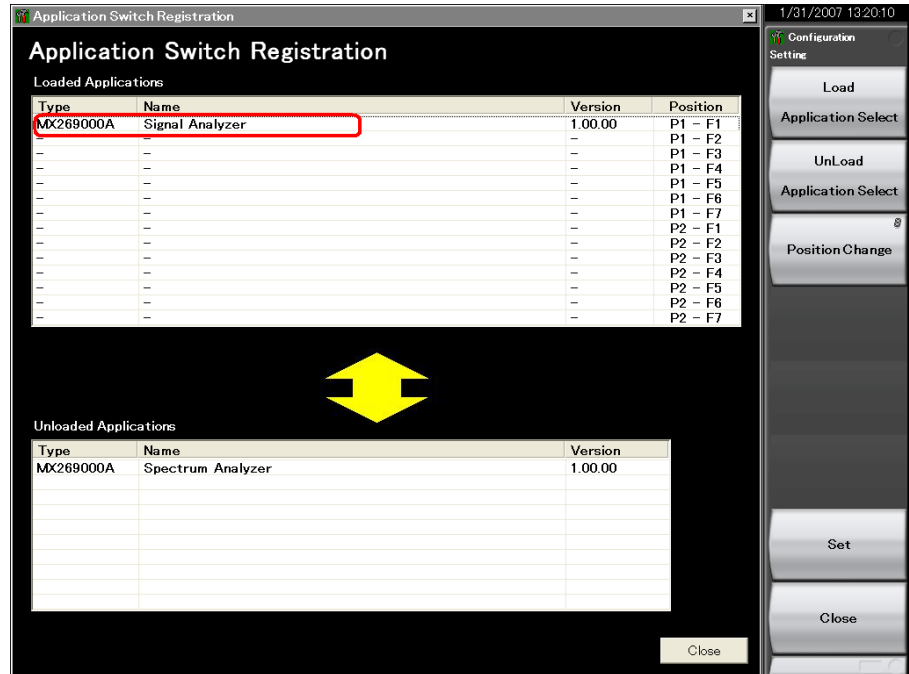 Application Switch Registration
1/31/2007 13:20:10
Application Switch Registration
Loaded Applications
Type Name Version Position
MX269000A Signal Analyzer 1.00.00 P1 - F1
- - - P1 - F2
- - - P1 - F3
- - - P1 - F4
- - - P1 - F5
- - - P1 - F6
- - - P1 - F7
- - - P2 - F1
- - - P2 - F2
- - - P2 - F3
- - - P2 - F4
- - - P2 - F5
- - - P2 - F6
- - - P2 - F7
Unloaded Applications
Type Name Version
MX269000A Spectrum Analyzer 1.00.00
Close
Configuration
Setting
Load
Application Select
UnLoad
Application Select
8
Position Change
Set
Close